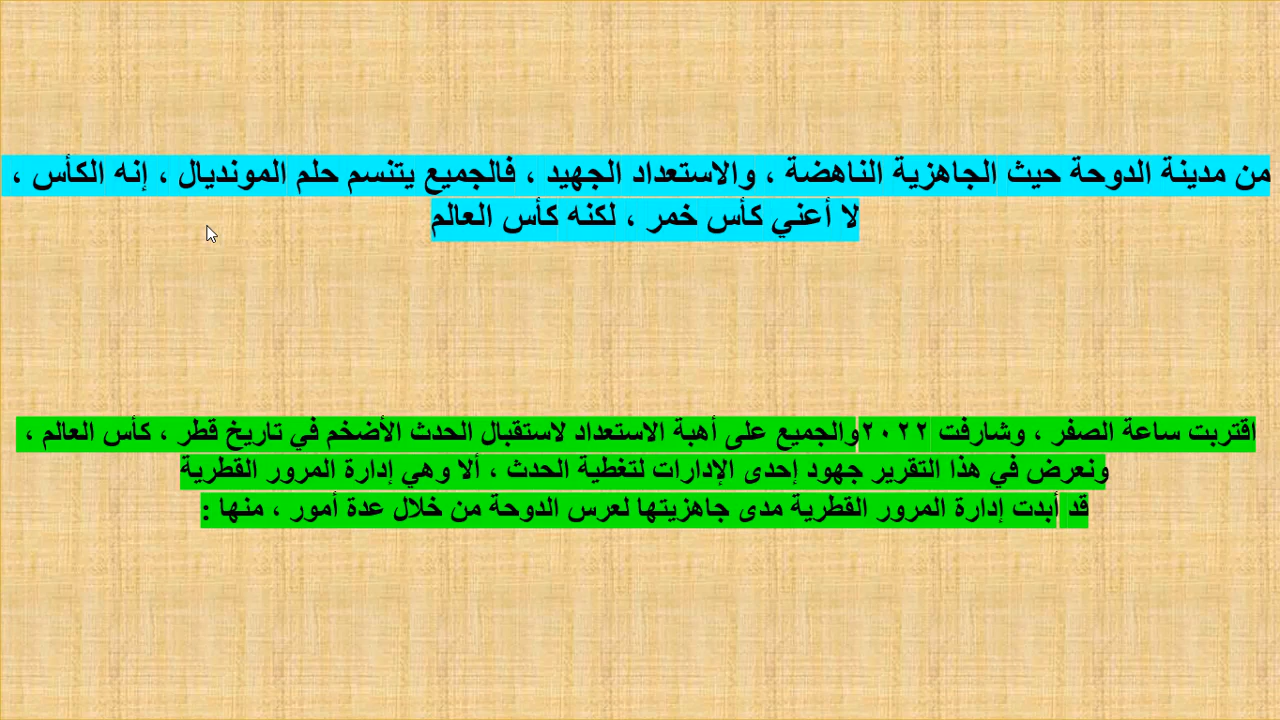 من مدينة الدوحة حيث الجاهزية الناهضة ، والاستعداد الجهيد ، فالجميع يتنسم حلم المونديال ، إنه الكأس ،
لا أعني كأس خمر ، لكنه كأس العالم
اقتربت ساعة الصفر ، وشارفت ٢٠٢٢والجميع على أهبة الاستعداد لاستقبال الحدث الأضخم في تاريخ قطر ، كأس العالم ،
ونعرض في هذا التقرير جهود إحدى الإدارات لتغطية الحدث ، ألا وهي إدارة المرور القطرية
قد أبدت إدارة المرور القطرية مدى جاهزيتها لعرس الدوحة من خلال عدة أمور ، منها :